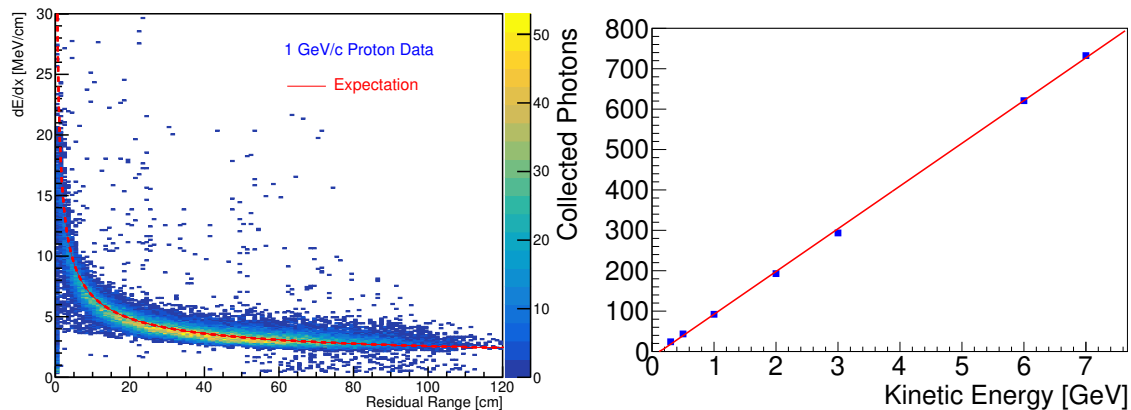 dE/dx [MeV/cm]
30
25
20
15
10
5
0
1 GeV/c Proton Data
Expectation
0 20 40 60 80 100 120
Residual Range [cm]
50
40
30
20
10
0
Collected Photons
800
700
600
500
400
300
200
100
0
0 1 2 3 4 5 6 7
Kinetic Energy [GeV]